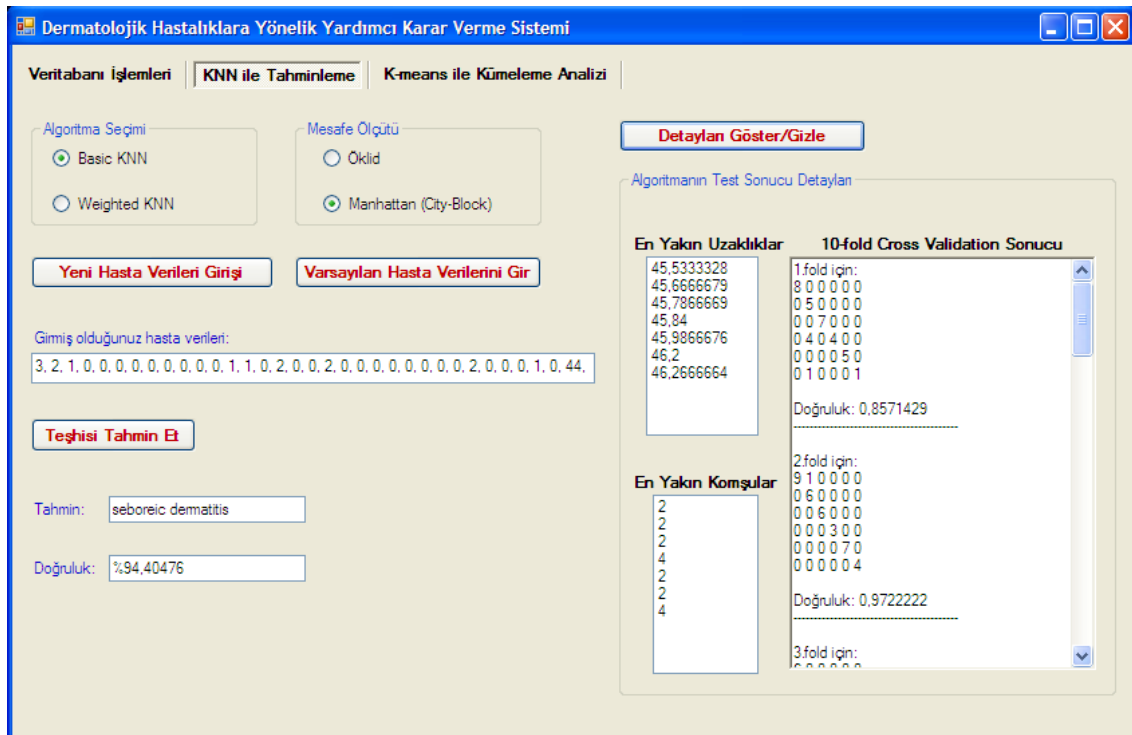 Dermatolojik Hastalıklara Yönelik Yardımcı Karar Verme Sistemi
Veritabanı İşlemleri
KNN ile Tahminleme
K-means ile Kümeleme Analizi
Algoritma Seçimi
Basic KNN
Weighted KNN
Mesafe Ölçütü
Öklid
Manhattan (City-Block)
Yeni Hasta Verileri Girişi
Varsayılan Hasta Verilerini Gir
Girmiş olduğunuz hasta verileri:
3, 2, 1, 0, 0, 0, 0, 0, 0, 0, 0, 0, 1, 1, 0, 2, 0, 0, 2, 0, 0, 0, 0, 0, 0, 0, 0, 2, 0, 0, 0, 1, 0, 44,
Teşhisi Tahmin Et
Tahmin:
seboreic dermatitis
Doğruluk:
%94,40476
Detayları Göster/Gizle
Algoritmanın Test Sonucu Detayları
En Yakın Uzaklıklar
45,5333328
45,6666679
45,7866669
45,84
45,9866676
46,2
46,2666664
En Yakın Komşular
2
2
2
4
2
2
4
10-fold Cross Validation Sonucu
1.fold için:
8 0 0 0 0 0
0 5 0 0 0 0
0 0 7 0 0 0
0 4 0 4 0 0
0 0 0 0 5 0
0 1 0 0 0 1
Doğruluk: 0,8571429
-----------------------------------------
2.fold için:
9 1 0 0 0 0
0 6 0 0 0 0
0 0 6 0 0 0
0 0 0 3 0 0
0 0 0 0 7 0
0 0 0 0 0 4
Doğruluk: 0,9722222
-----------------------------------------
3.fold için: